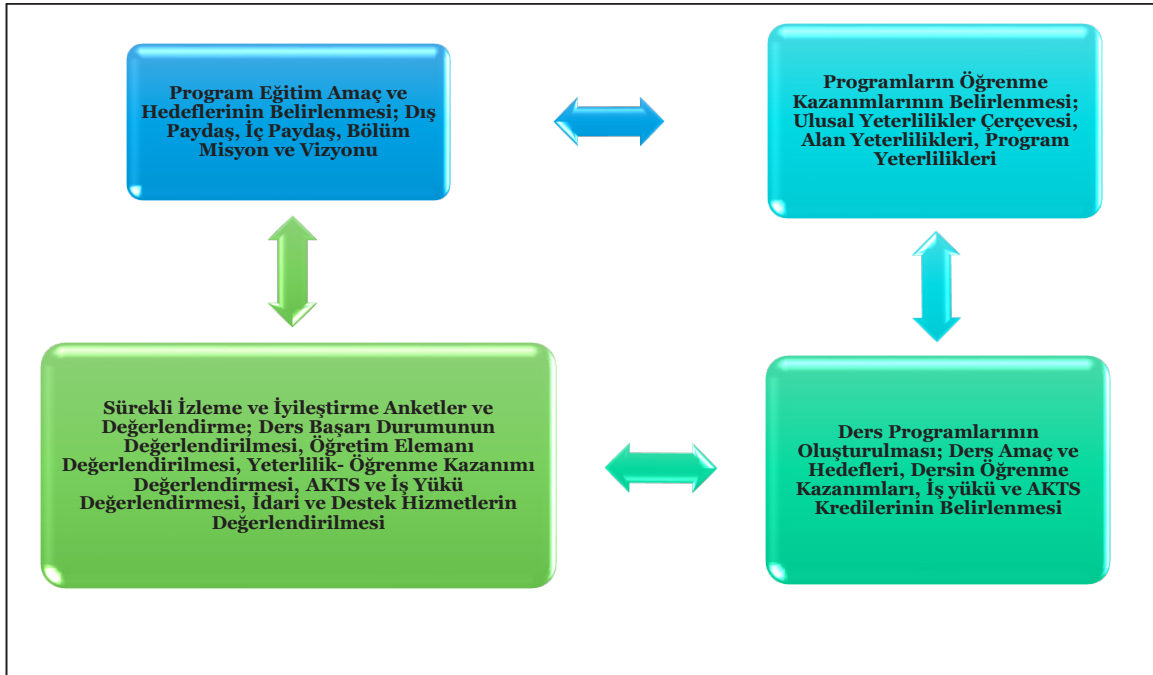 Program Eğitim Amaç ve
Hedeflerinin Belirlenmesi; Dış
Paydaş, İç Paydaş, Bölüm
Misyon ve Vizyonu
Programların Öğrenme
Kazanımlarının Belirlenmesi;
Ulusal Yeterlilikler Çerçevesi,
Alan Yeterlilikleri, Program
Yeterlilikleri
Sürekli İzleme ve İyileştirme Anketler ve
Değerlendirme; Ders Başarı Durumunun
Değerlendirilmesi, Öğretim Elemanı
Değerlendirilmesi, Yeterlilik- Öğrenme Kazanımı
Değerlendirmesi, AKTS ve İş Yükü
Değerlendirmesi, İdari ve Destek Hizmetlerin
Değerlendirilmesi
Ders Programlarının
Oluşturulması; Ders Amaç ve
Hedefleri, Dersin Öğrenme
Kazanımları, İş yükü ve AKTS
Kredilerinin Belirlenmesi